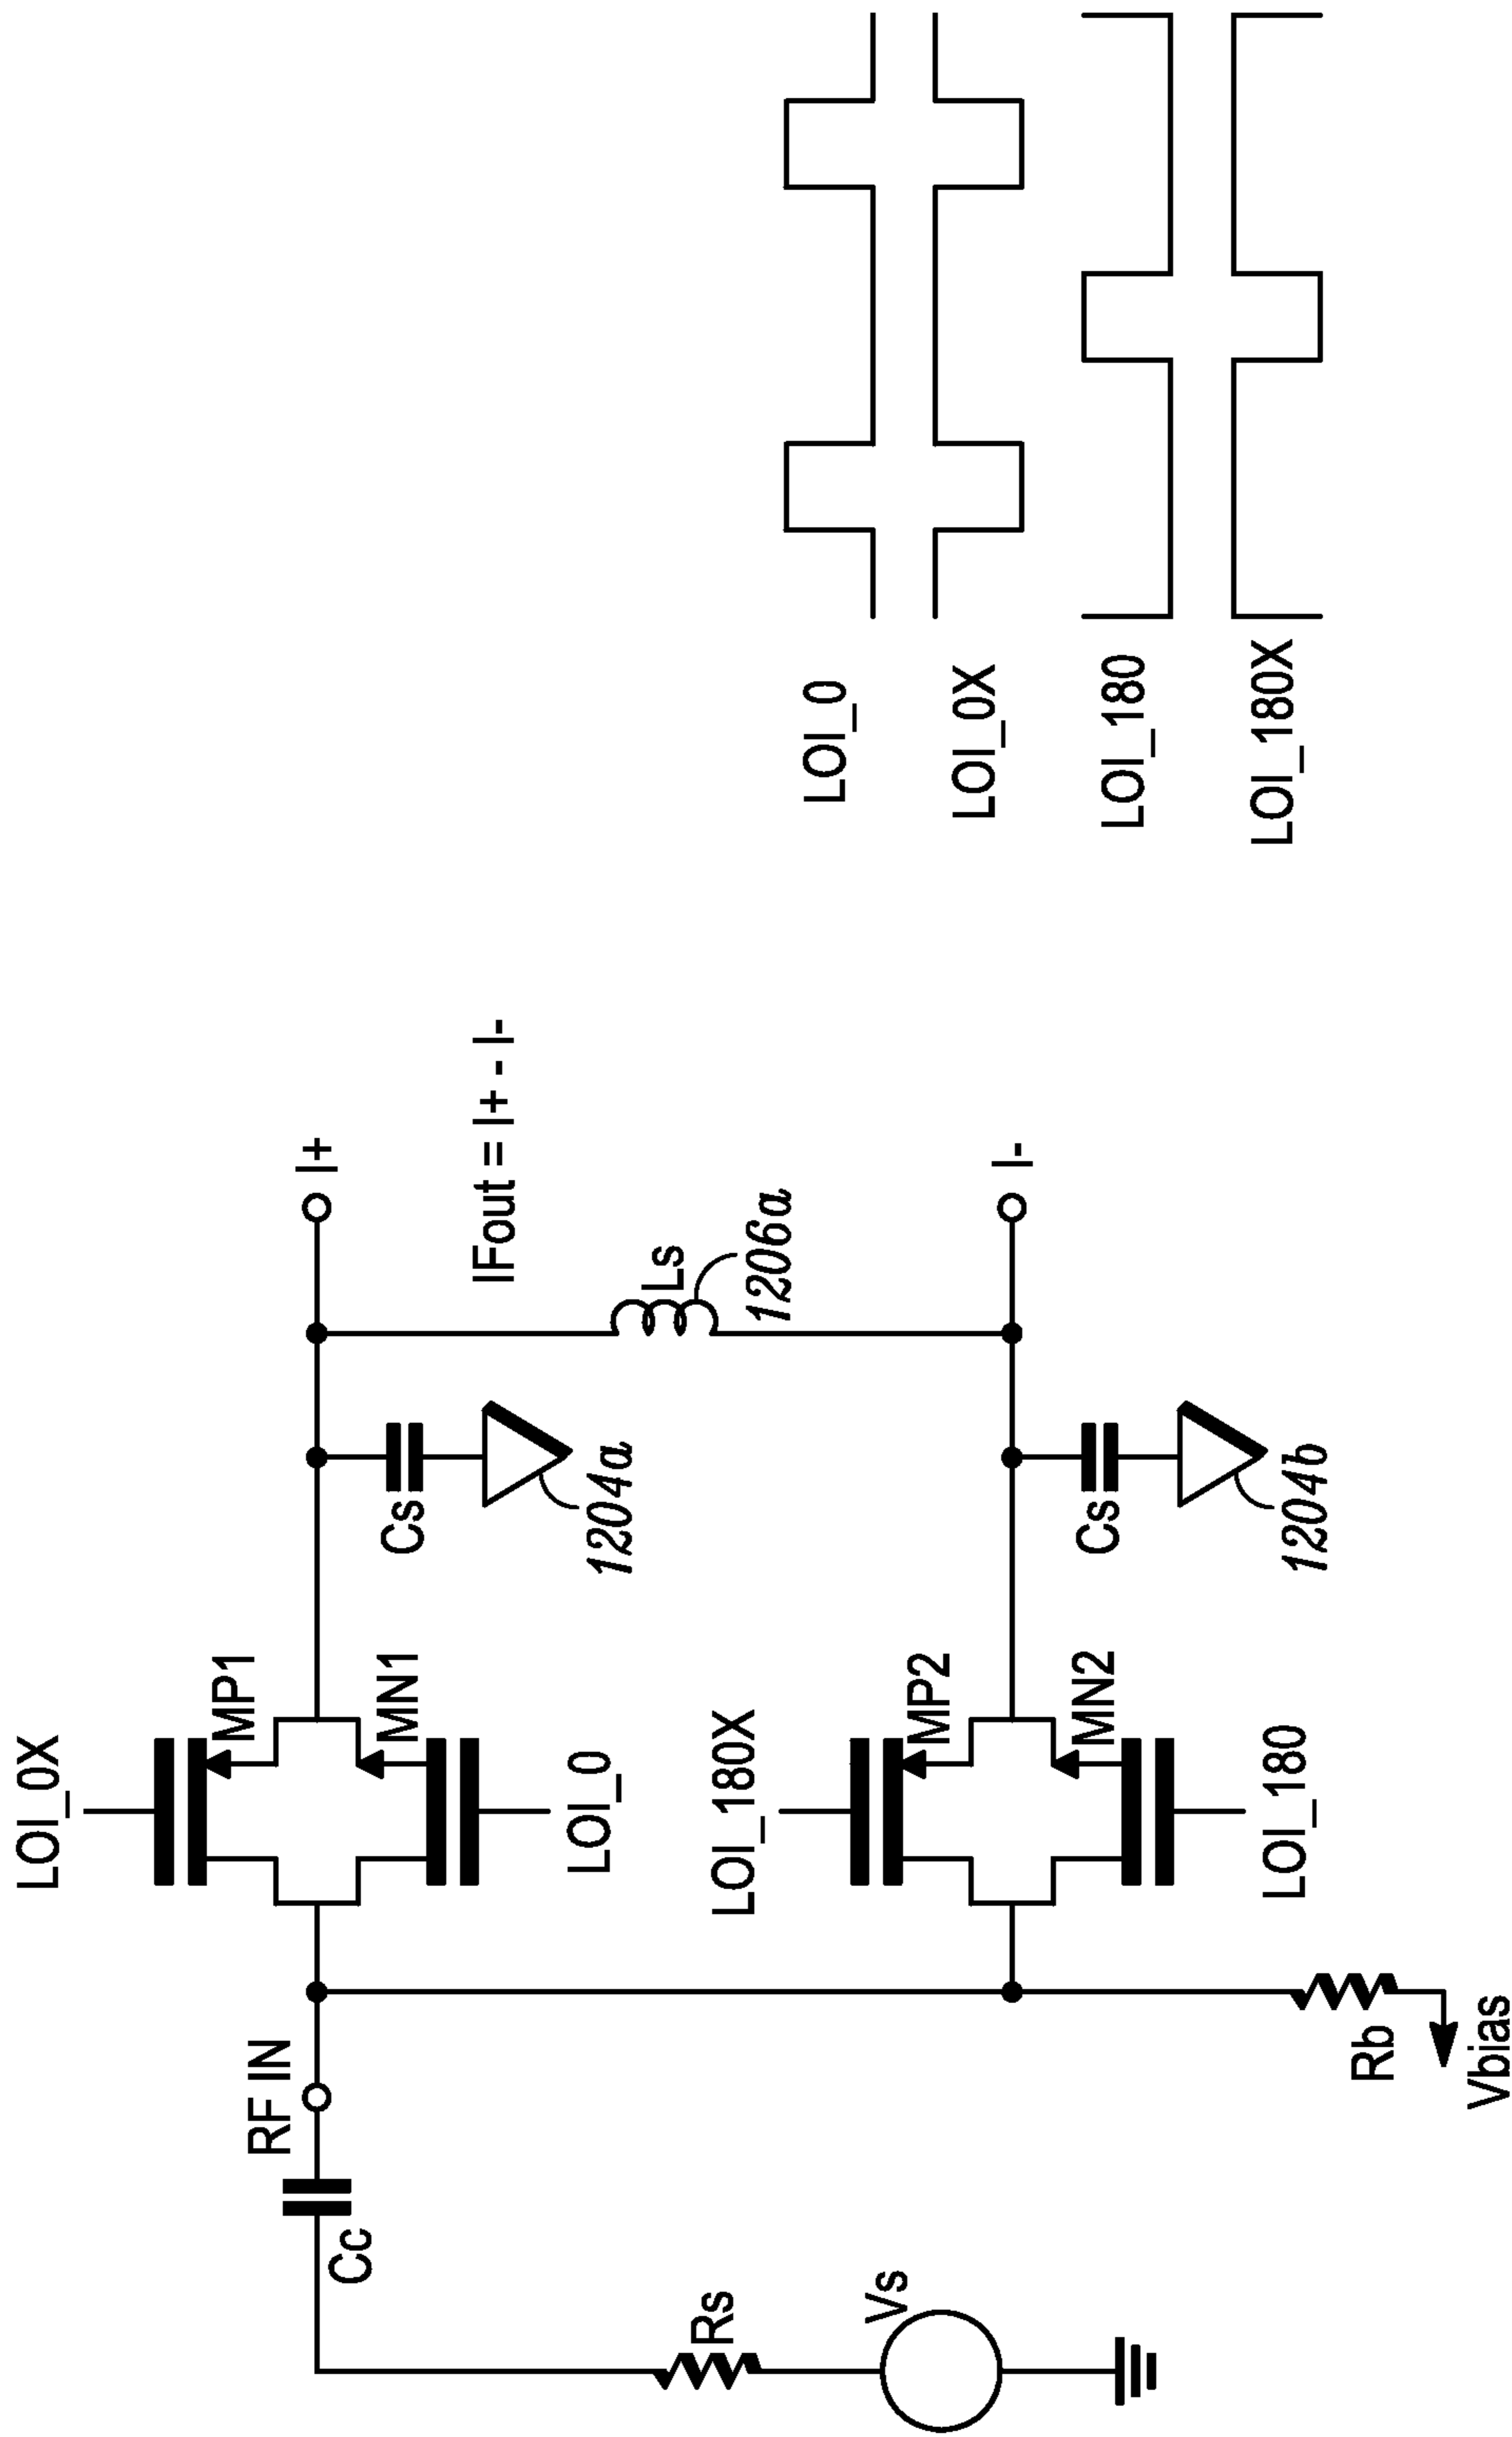 LOI_0X
MP1
MN1
LOI_0
RF IN
Cc
Rs
Vs
Cs
1204a
I+
IFout = I+ - I-
Ls
1206a
LOI_180X
MP2
MN2
LOI_180
Cs
1204b
I-
Rb
Vbias
LOI_0
LOI_0X
LOI_180
LOI_180X